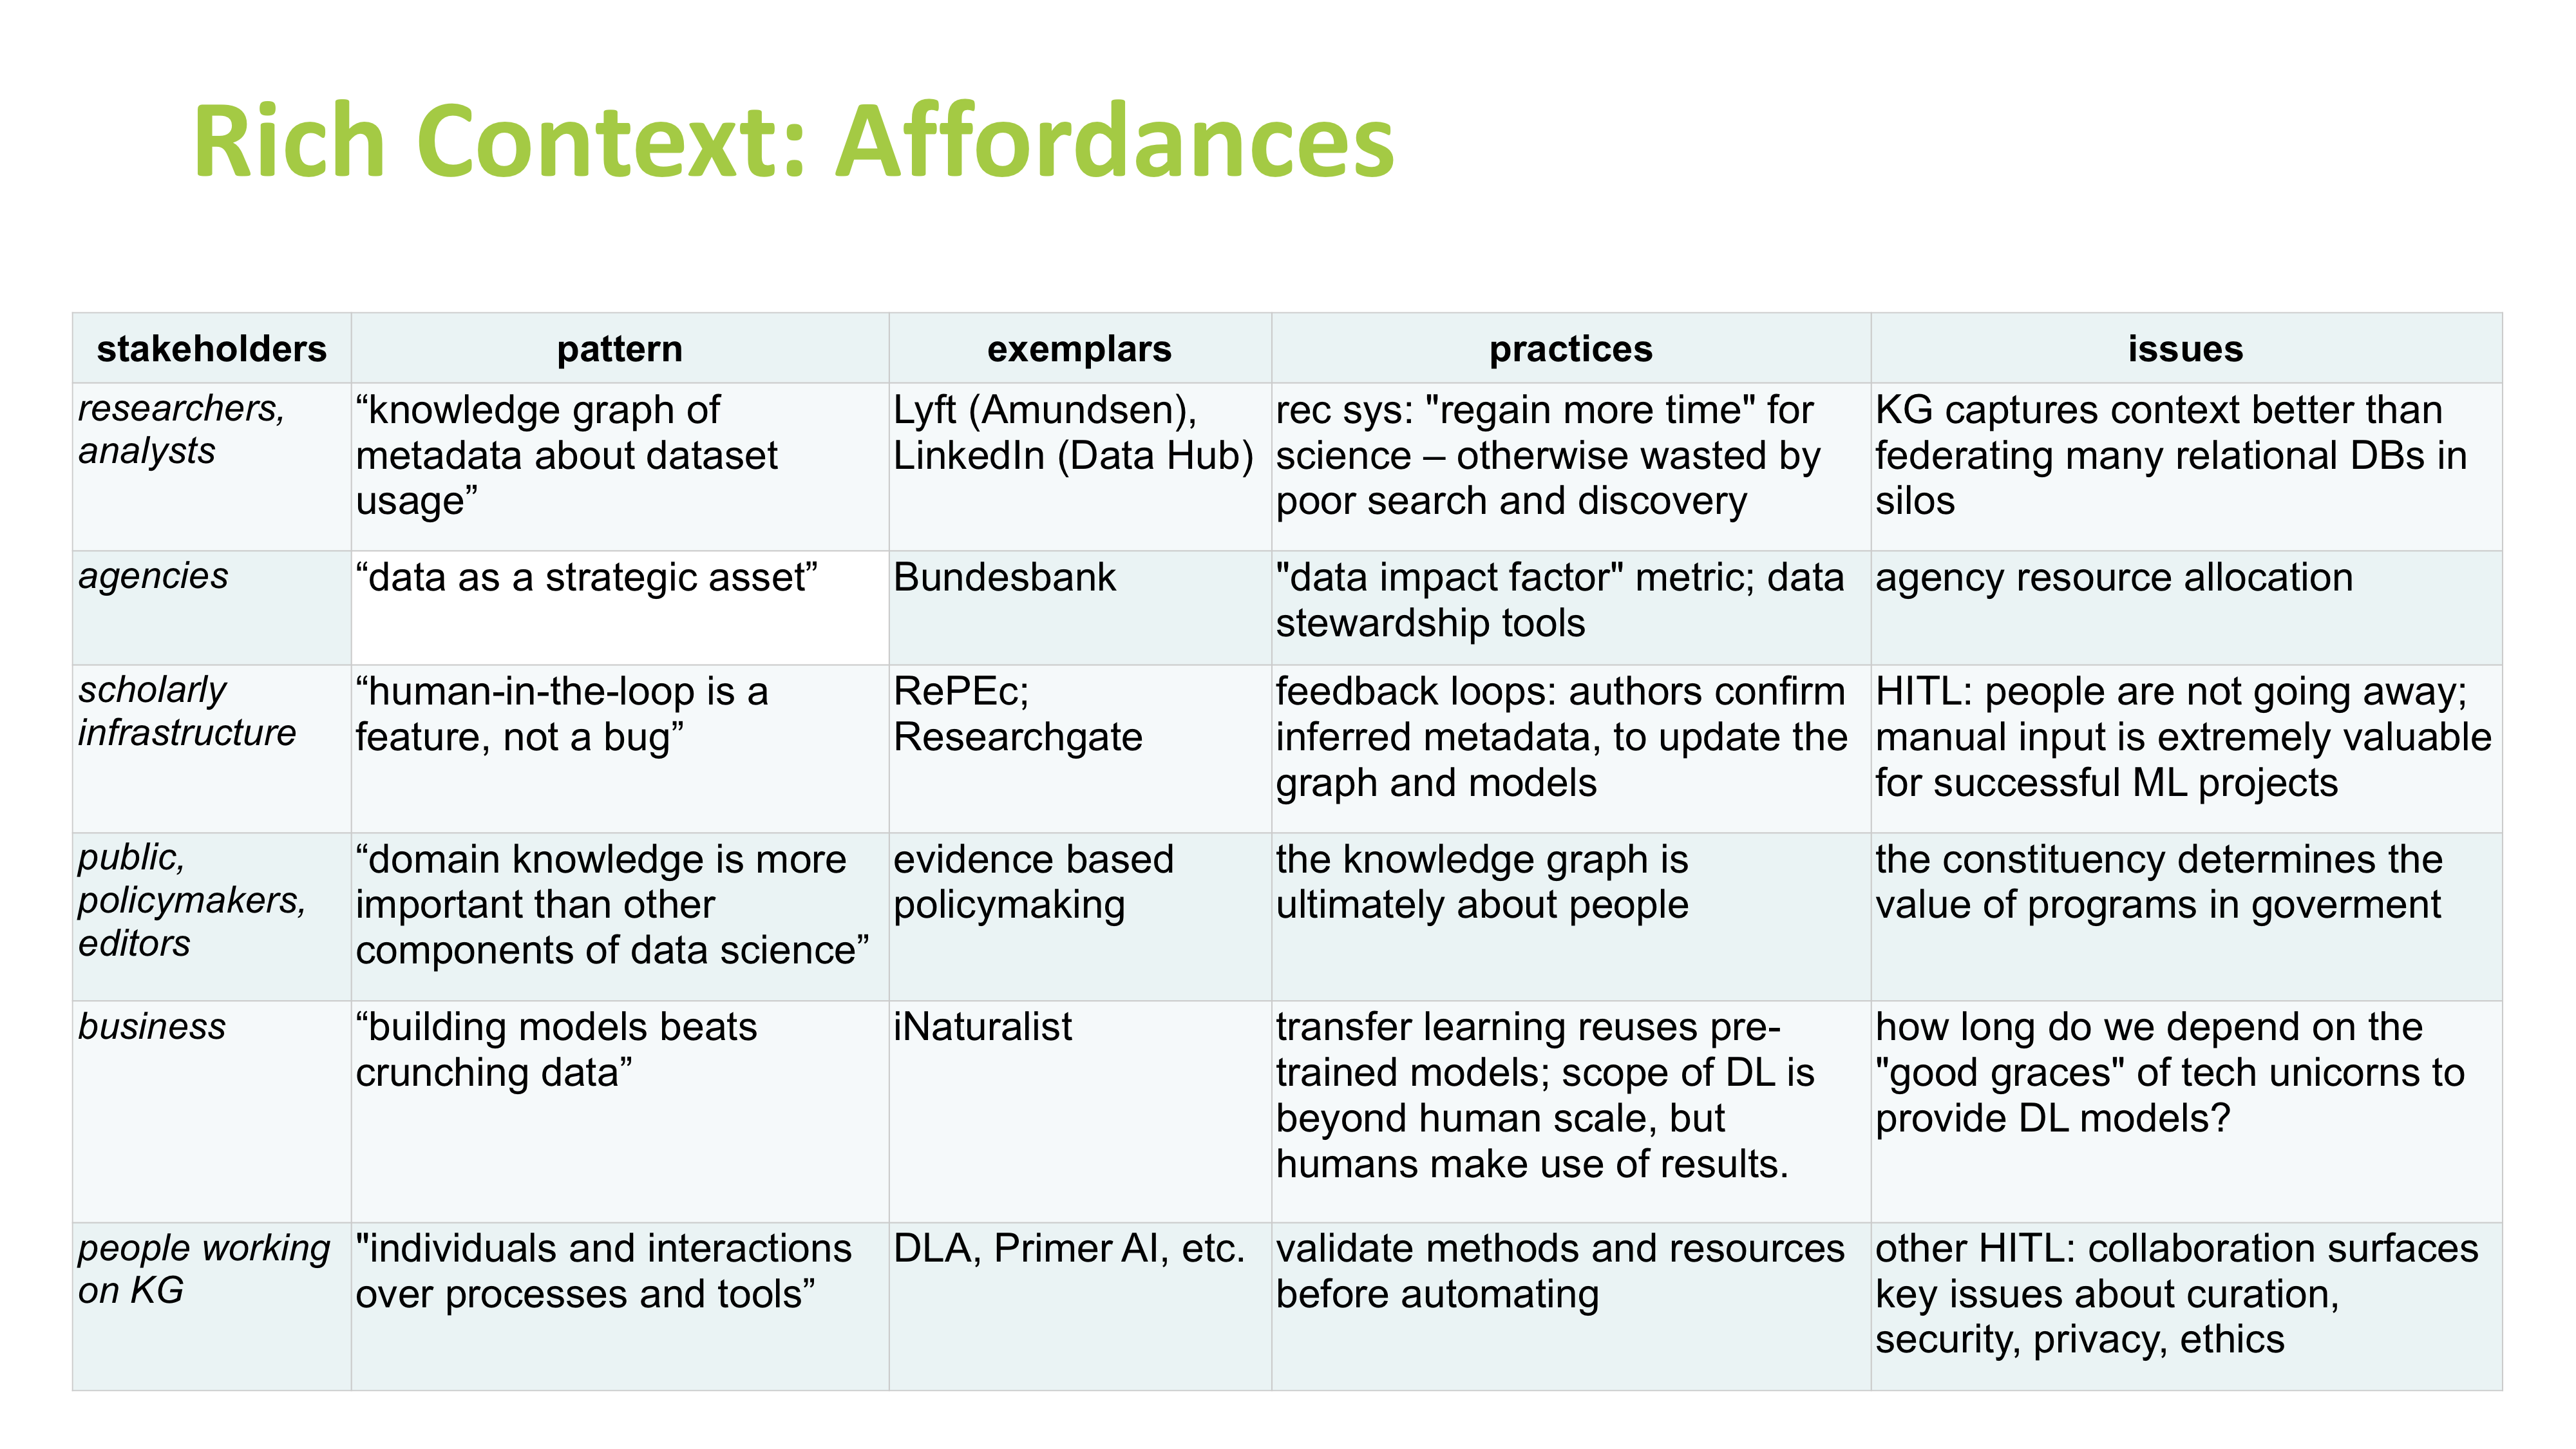 Rich Context: Affordances
stakeholders
pattern
exemplars
practices
issues
researchers,
analysts
“knowledge graph of
metadata about dataset
usage”
Lyft (Amundsen),
LinkedIn (Data Hub)
rec sys: "regain more time" for
science – otherwise wasted by
poor search and discovery
KG captures context better than
federating many relational DBs in
silos
agencies
“data as a strategic asset”
Bundesbank
"data impact factor" metric; data
stewardship tools
agency resource allocation
scholarly
infrastructure
“human-in-the-loop is a
feature, not a bug”
RePEc;
Researchgate
feedback loops: authors confirm
inferred metadata, to update the
graph and models
HITL: people are not going away;
manual input is extremely valuable
for successful ML projects
public,
policymakers,
editors
“domain knowledge is more
important than other
components of data science”
evidence based
policymaking
the knowledge graph is
ultimately about people
the constituency determines the
value of programs in goverment
business
“building models beats
crunching data”
iNaturalist
transfer learning reuses pre-
trained models; scope of DL is
beyond human scale, but
humans make use of results.
how long do we depend on the
"good graces" of tech unicorns to
provide DL models?
people working
on KG
"individuals and interactions
over processes and tools”
DLA, Primer AI, etc.
validate methods and resources
before automating
other HITL: collaboration surfaces
key issues about curation,
security, privacy, ethics